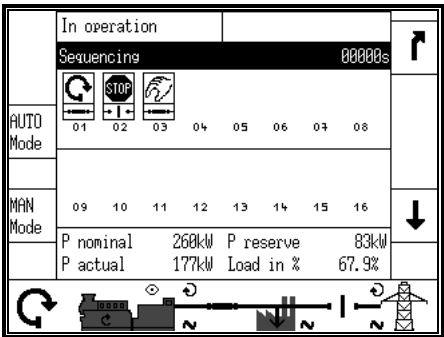 In operation
Sequencing 00000s
STOP
01 02 03 04 05 06 07 08
AUTO
Mode
09 10 11 12 13 14 15 16
MAN
Mode
P nominal 260kW P reserve 83kW
P actual 177kW Load in % 67.9%